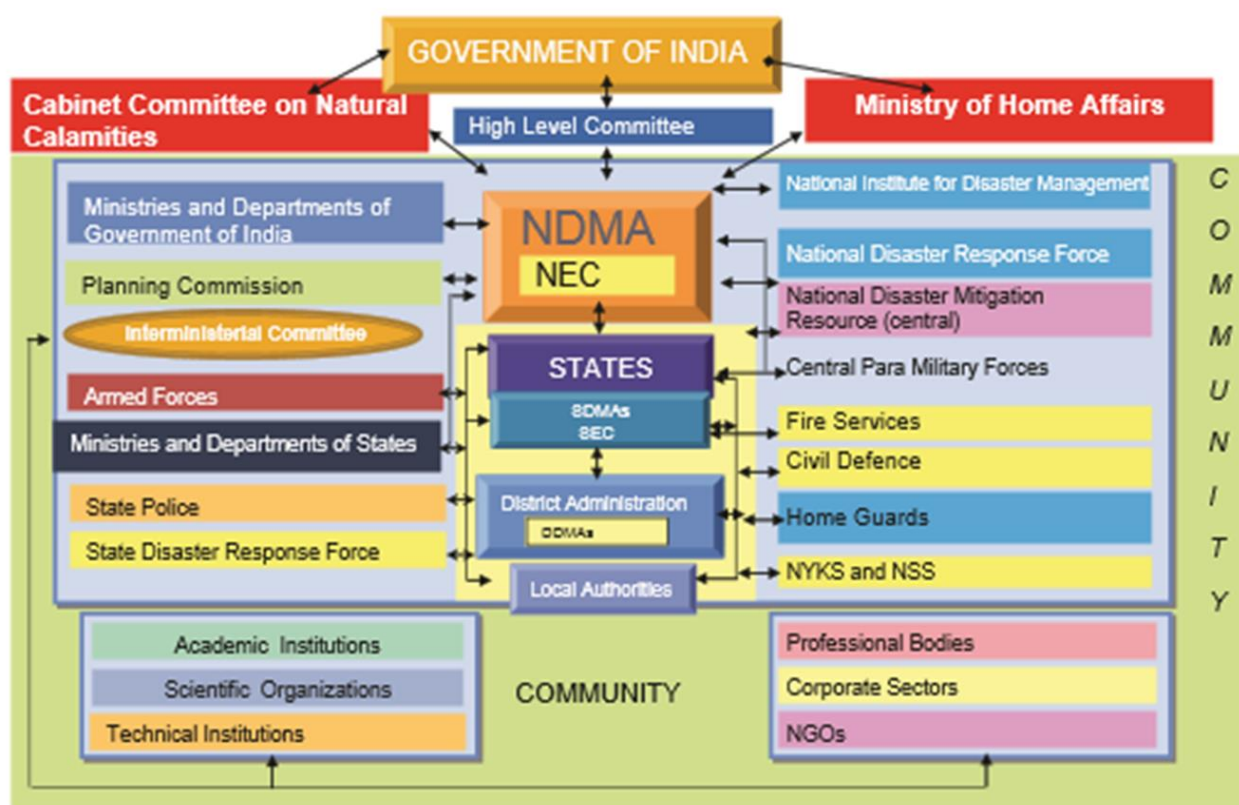 GOVERNMENT OF INDIA
Cabinet Committee on Natural
Calamities
High Level Committee
Ministry of Home Affairs
Ministries and Departments of
Government of India
Planning Commission
Interministerial Committee
Armed Forces
Ministries and Departments of States
State Police
State Disaster Response Force
NDMA
NEC
STATES
SDMAs
SEC
District Administration
DDMAs
Local Authorities
National Institute for Disaster Management
National Disaster Response Force
National Disaster Mitigation
Resource (central)
Central Para Military Forces
Fire Services
Civil Defence
Home Guards
NYKS and NSS
C
O
M
M
U
N
I
T
Y
Academic Institutions
Scientific Organizations
Technical Institutions
COMMUNITY
Professional Bodies
Corporate Sectors
NGOs